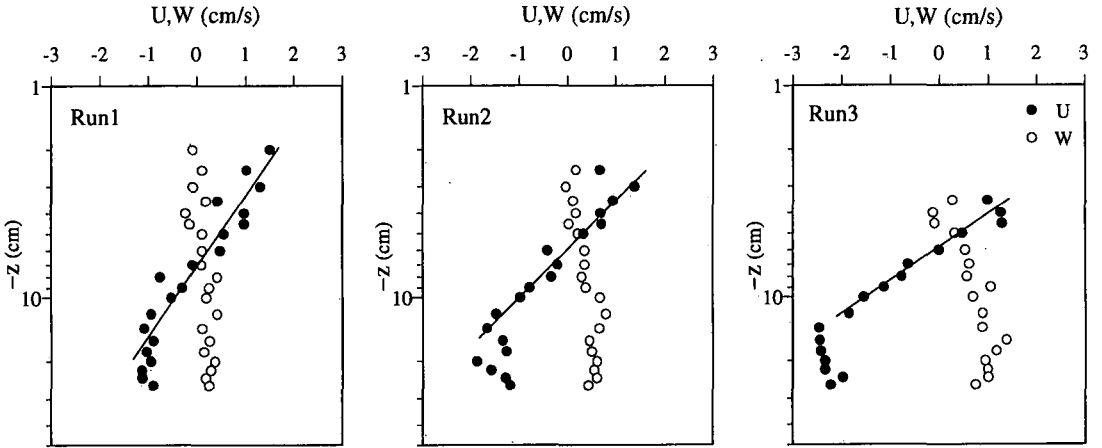 U,W (cm/s) U,W (cm/s) U,W (cm/s)
-3 -2 -1 0 1 2 3 -3 -2 -1 0 1 2 3 -3 -2 -1 0 1 2 3
1 1 1
Run1 Run2 Run3 U
W
−z (cm) −z (cm) −z (cm)
10 10 10